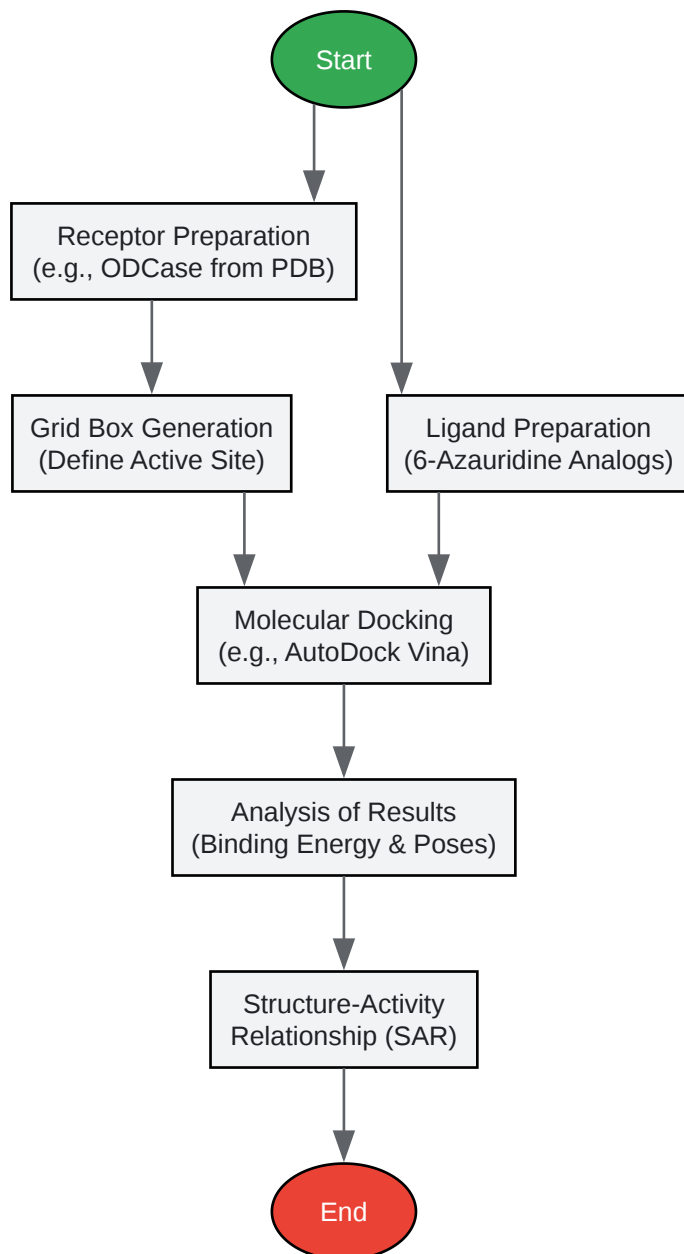 Start
Receptor Preparation
(e.g., ODCase from PDB)
Grid Box Generation
(Define Active Site)
Ligand Preparation
(6-Azauridine Analogs)
Molecular Docking
(e.g., AutoDock Vina)
Analysis of Results
(Binding Energy & Poses)
Structure-Activity
Relationship (SAR)
End